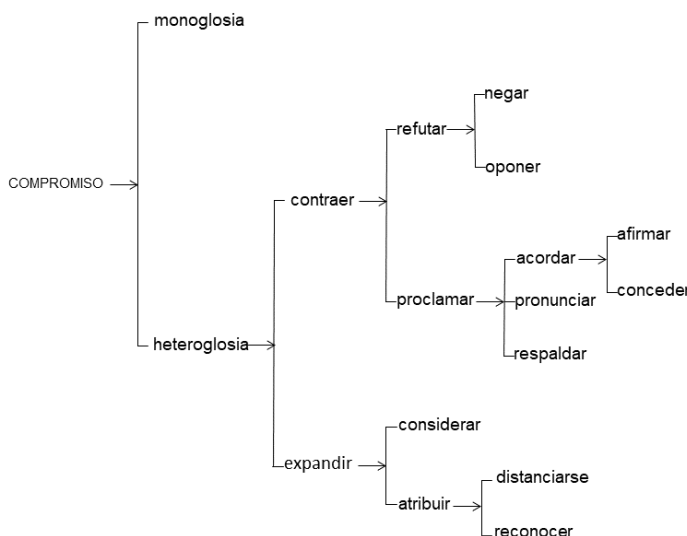 monoglosia
negar
refutar
oponer
COMPROMISO
contraer
afirmar
acordar
conceder
proclamar
pronunciar
heteroglosia
respaldar
considerar
expandir
distanciarse
atribuir
reconocer